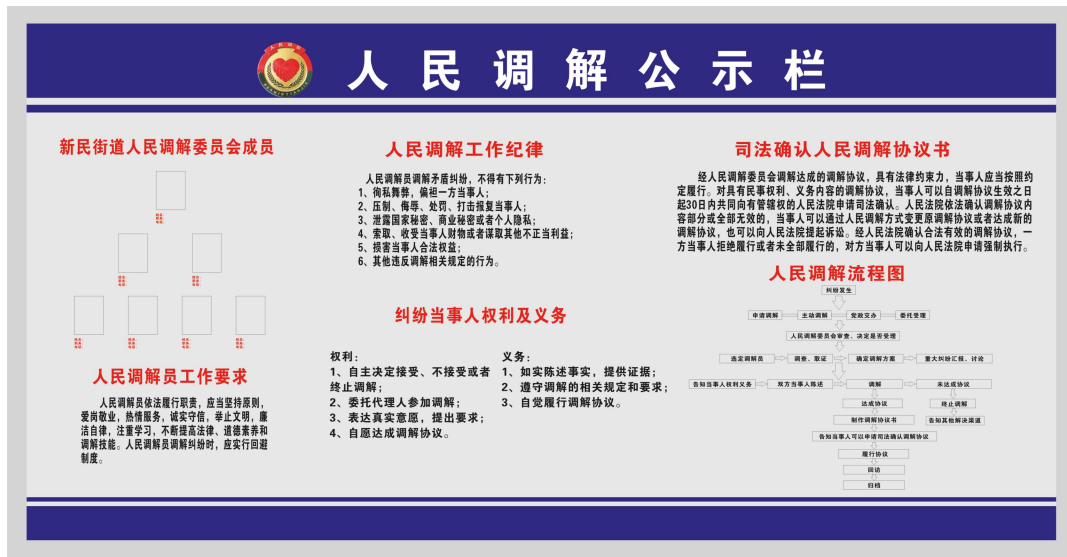 人民调解公示栏
新民街道人民调解委员会成员
人民调解员工作要求
人民调解员依法履行职责，应当坚持原则，
爱岗敬业，热情服务，诚实守信，举止文明，廉
洁自律，注重学习，不断提高法律、道德素养和
调解技能。人民调解员调解纠纷时，应实行回避
制度。
人民调解工作纪律
人民调解员调解矛盾纠纷，不得有下列行为：
1、徇私舞弊，偏袒一方当事人；
2、压制、侮辱、处罚、打击报复当事人；
3、泄露国家秘密、商业秘密或者个人隐私；
4、索取、收受当事人财物或者谋取其他不正当利益；
5、损害当事人合法权益；
6、其他违反调解相关规定的行为。
纠纷当事人权利及义务
权利：
1、自主决定接受、不接受或者
终止调解；
2、委托代理人参加调解；
3、表达真实意愿，提出要求；
4、自愿达成调解协议。
义务：
1、如实陈述事实，提供证据；
2、遵守调解的相关规定和要求；
3、自觉履行调解协议。
司法确认人民调解协议书
经人民调解委员会调解达成的调解协议，具有法律约束力，当事人应当按照约
定履行。对具有民事权利、义务内容的调解协议，当事人可以自调解协议生效之日
起30日内共同向有管辖权的人民法院申请司法确认。人民法院依法确认调解协议内
容部分或全部无效的，当事人可以通过人民调解方式变更原调解协议或者达成新的
调解协议，也可以向人民法院提起诉讼。经人民法院确认合法有效的调解协议，一
方当事人拒绝履行或者未全部履行的，对方当事人可以向人民法院申请强制执行。
人民调解流程图
纠纷发生
申请调解 主动调解 党政交办 委托受理
人民调解委员会审查、决定是否受理
选定调解员 调查、取证 确定调解方案 重大纠纷汇报、讨论
告知当事人权利义务 双方当事人陈述 调解 未达成协议
达成协议 终止调解
制作调解协议书 告知其他解决渠道
告知当事人可以申请司法确认调解协议
履行协议
回访
归档